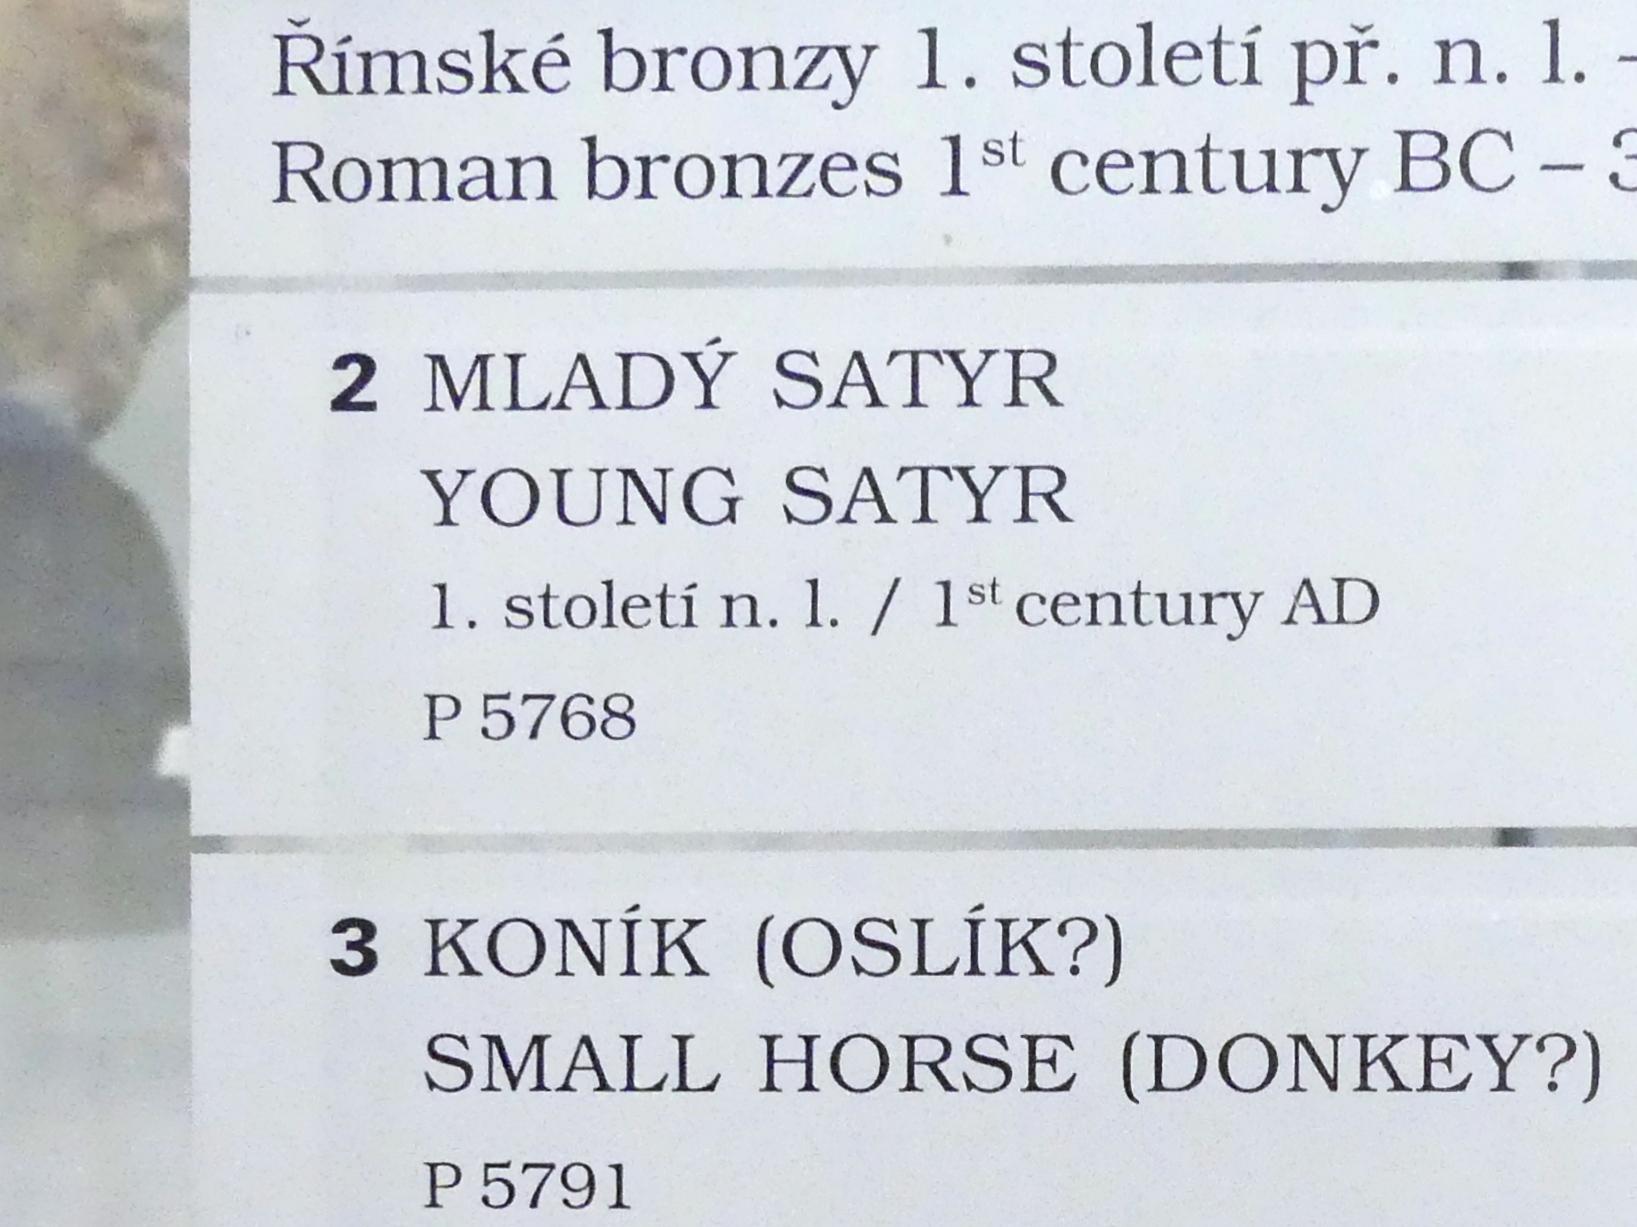 Římské bronzy 1. století př. n. l. –
Roman bronzes 1st century BC – 3
2 MLADÝ SATYR
YOUNG SATYR
1. století n. l. / 1st century AD
P 5768
3 KONÍK (OSLÍK?)
SMALL HORSE (DONKEY?)
P 5791